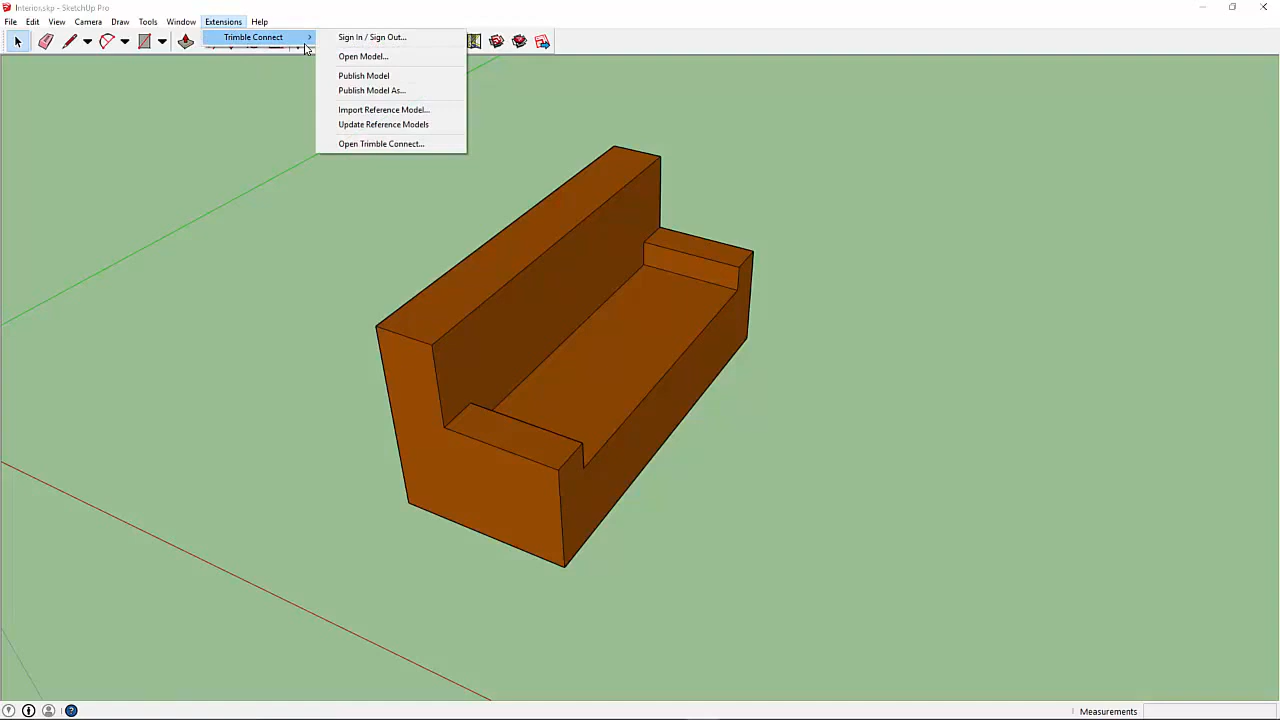 Interior.skp - SketchUp Pro
File Edit View Camera Draw Tools Window Extensions Help
Trimble Connect
Sign In / Sign Out...
Open Model...
Publish Model
Publish Model As...
Import Reference Model...
Update Reference Models
Open Trimble Connect...
Measurements